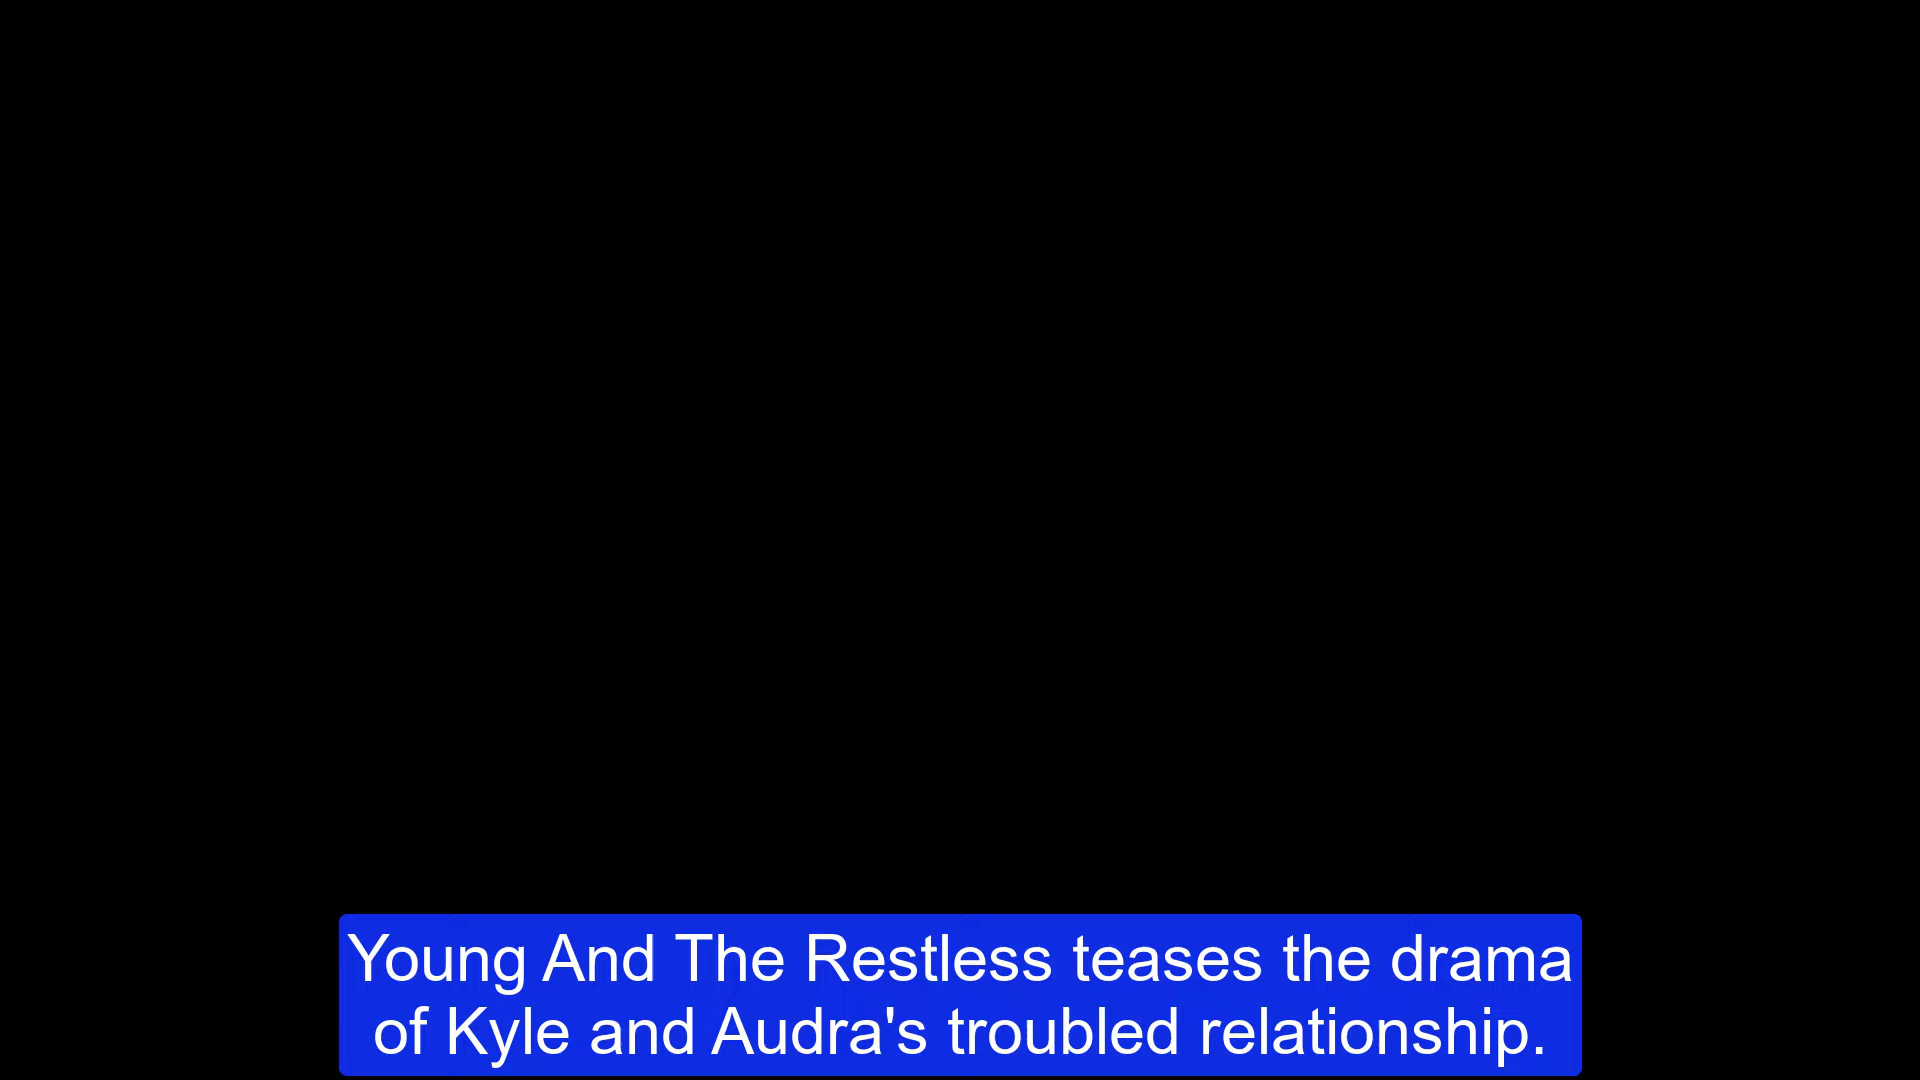 Young And The Restless teases the drama
of Kyle and Audra's troubled relationship.